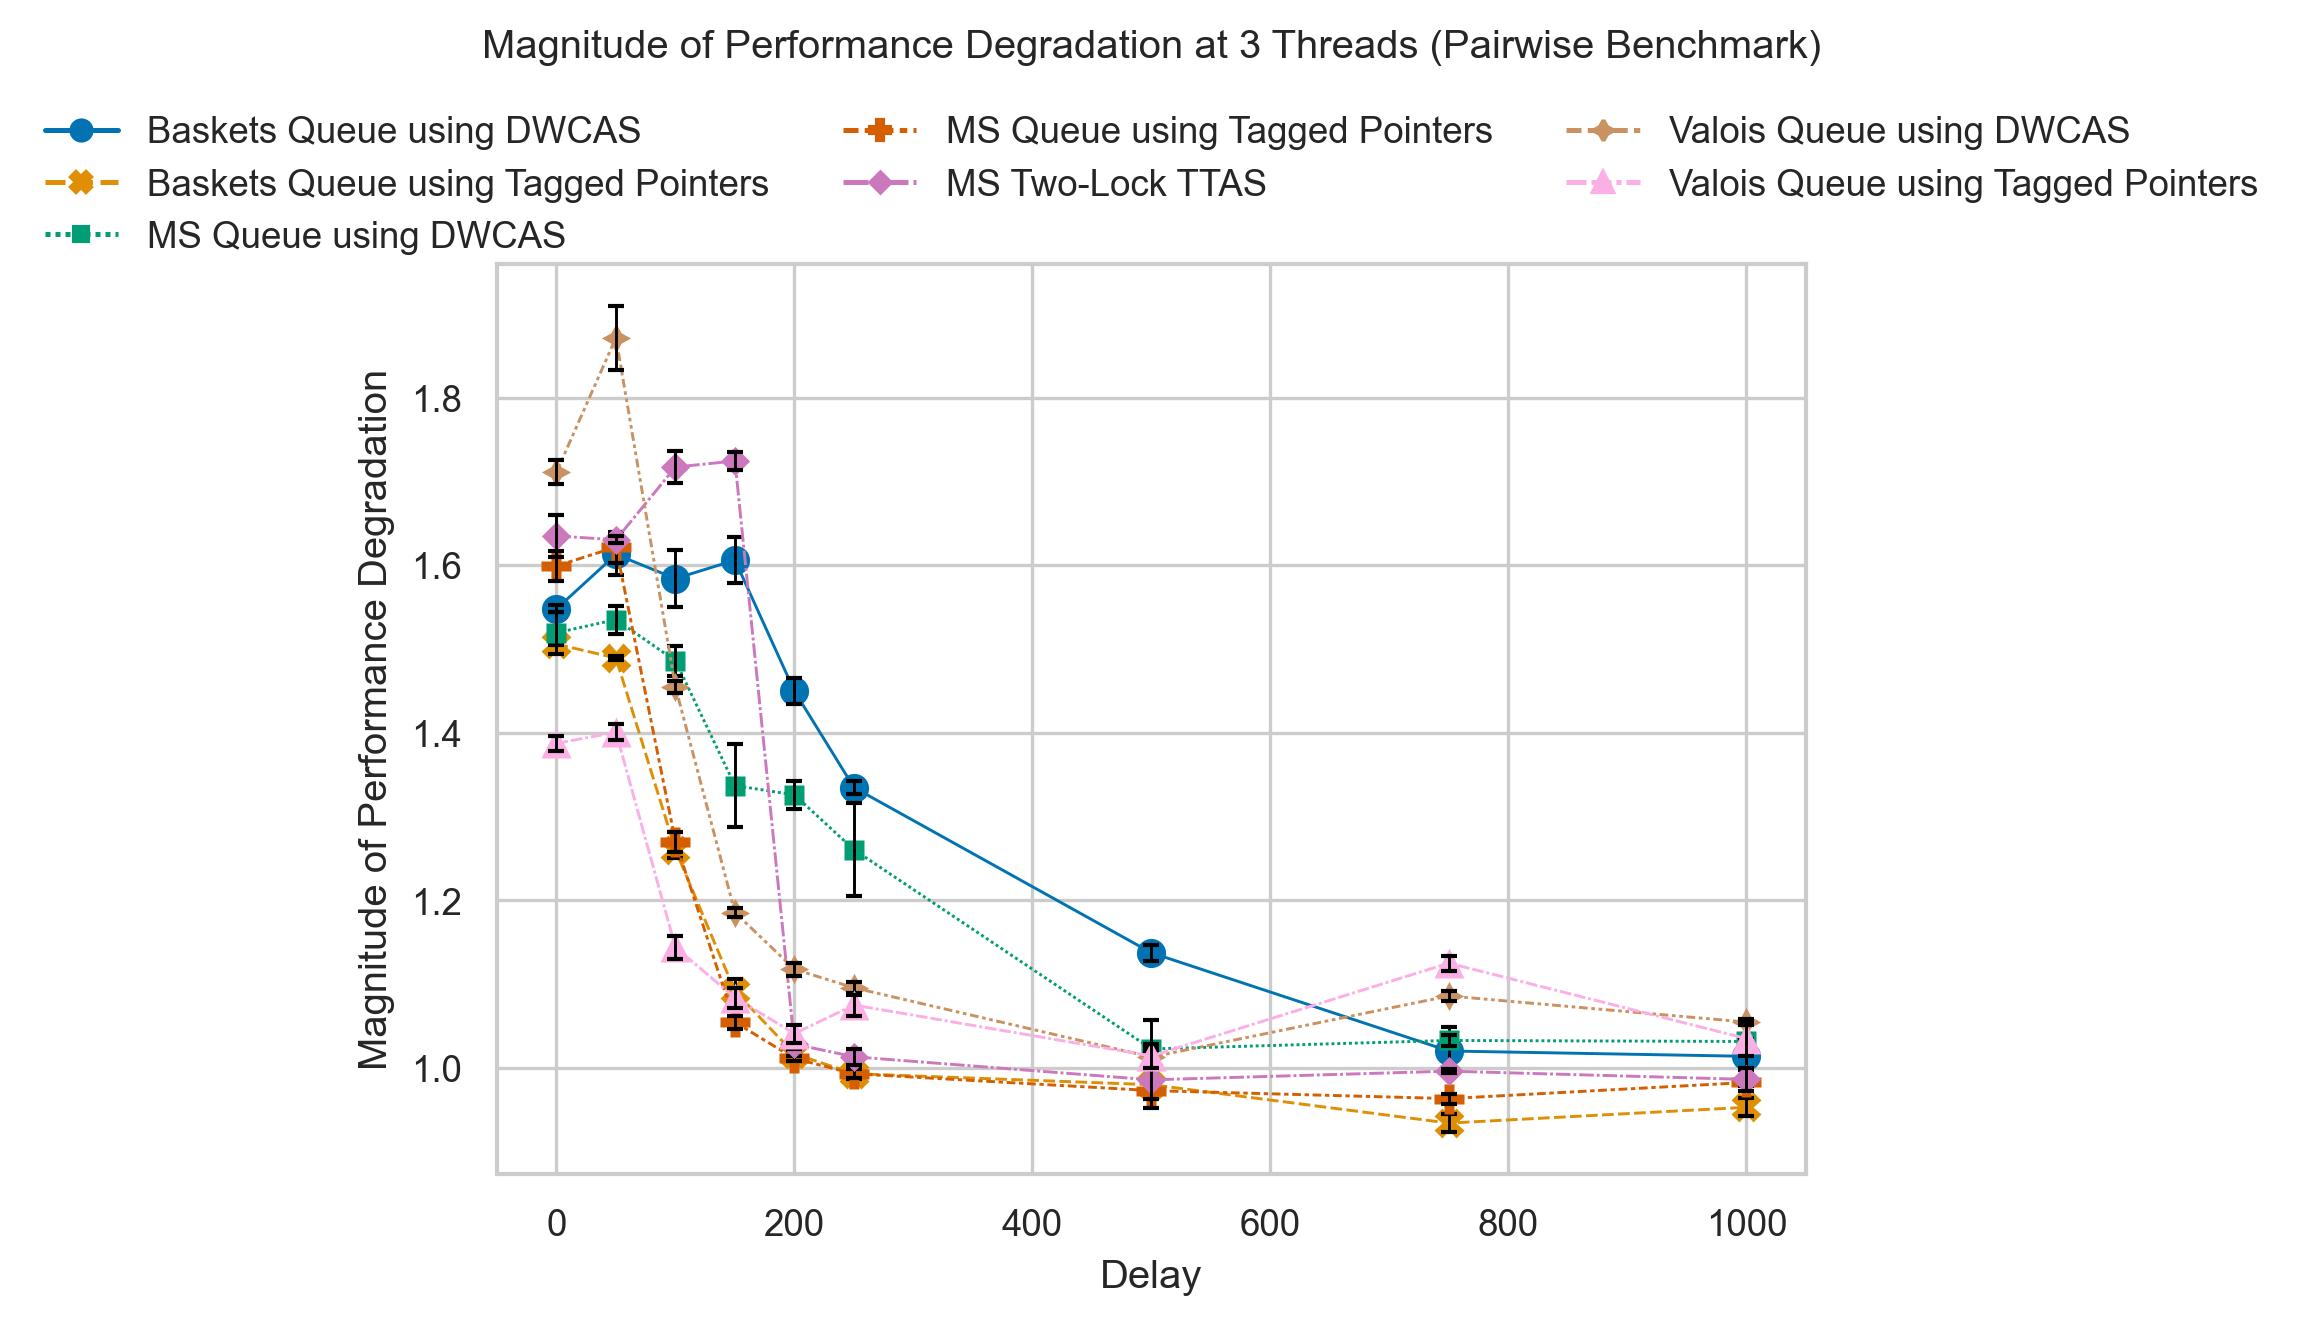 Magnitude of Performance Degradation at 3 Threads (Pairwise Benchmark)
Baskets Queue using DWCAS
Baskets Queue using Tagged Pointers
MS Queue using DWCAS
MS Queue using Tagged Pointers
MS Two-Lock TTAS
Valois Queue using DWCAS
Valois Queue using Tagged Pointers
Magnitude of Performance Degradation
1.8
1.6
1.4
1.2
1.0
0 200 400 600 800 1000
Delay